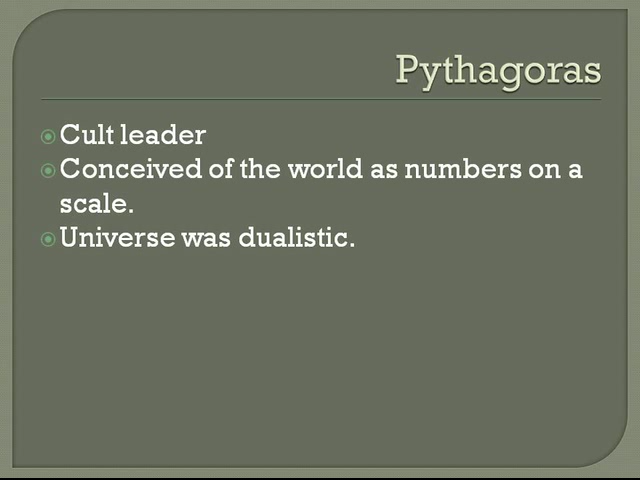 Pythagoras
Cult leader
Conceived of the world as numbers on a
scale.
Universe was dualistic.